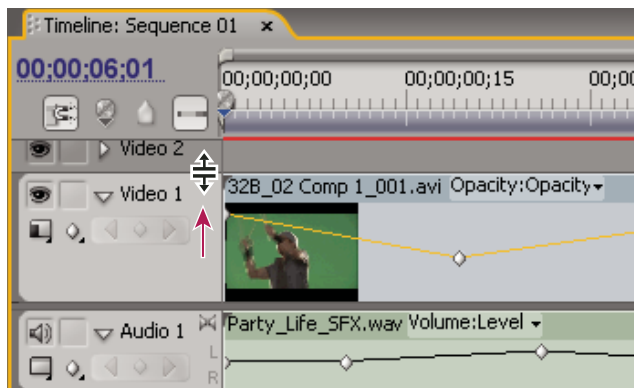 Timeline: Sequence 01 x
00;00;06;01
00;00;00;00 00;00;00;15 00;00
Video 2
Video 1
32B_02 Comp 1_001.avi Opacity:Opacity
Audio 1
Party_Life_SFX.wav Volume:Level
L
R